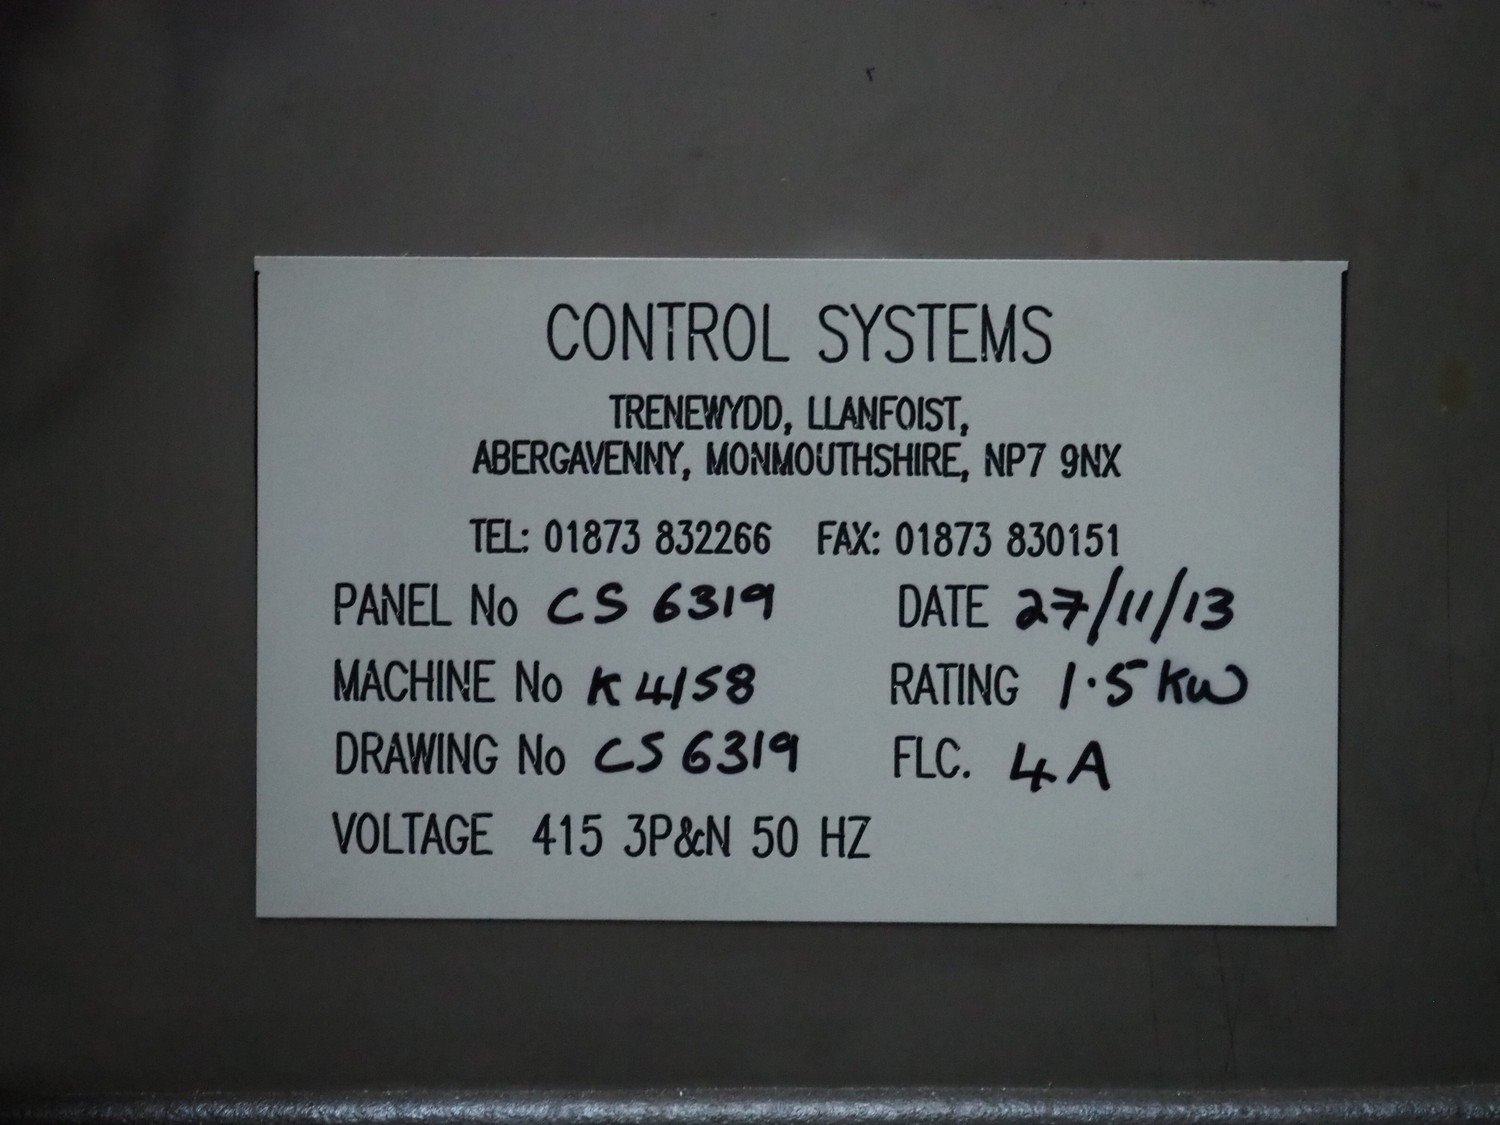 CONTROL SYSTEMS
TRENEWYDD, LLANFOIST,
ABERGAVENNY, MONMOUTHSHIRE, NP7 9NX
TEL: 01873 832266 FAX: 01873 830151
PANEL No CS 6319 DATE 27/11/13
MACHINE No K4158 RATING 1.5 KW
DRAWING No CS 6319 FLC. 4A
VOLTAGE 415 3P&N 50 HZ